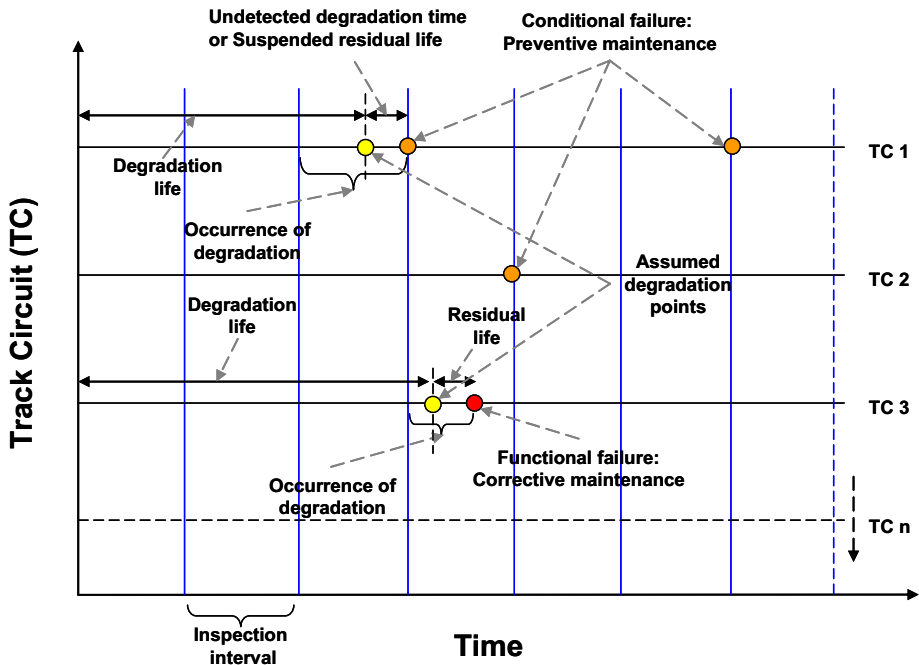 Undetected degradation time
or Suspended residual life
Conditional failure:
Preventive maintenance
TC 1
Degradation
life
Occurrence of
degradation
Assumed
degradation
points
TC 2
Degradation
life
Residual
life
TC 3
Functional failure:
Corrective maintenance
Occurrence of
degradation
TC n
Track Circuit (TC)
Inspection
interval
Time